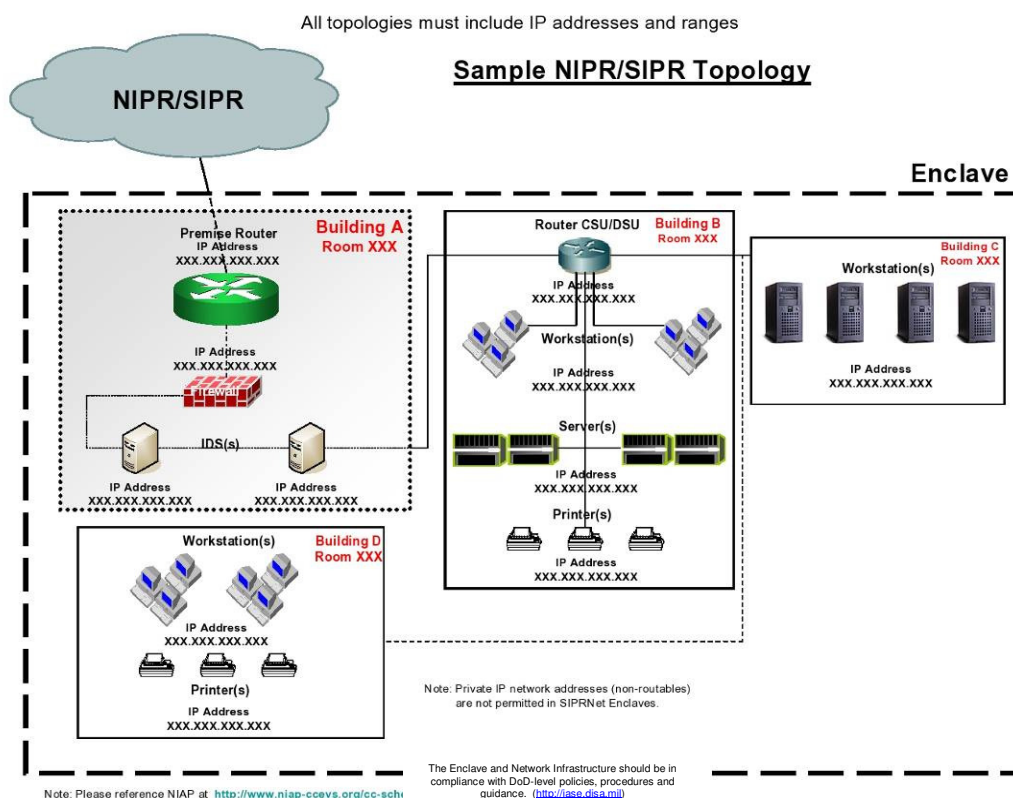 All topologies must include IP addresses and ranges
Sample NIPR/SIPR Topology
NIPR/SIPR
Enclave
Building A
Room XXX
Premise Router
IP Address
XXX.XXX.XXX.XXX
IP Address
XXX.XXX.XXX.XXX
Firewall
IDS(s)
IP Address
XXX.XXX.XXX.XXX
IP Address
XXX.XXX.XXX.XXX
Router CSU/DSU
Building B
Room XXX
IP Address
XXX.XXX.XXX.XXX
Workstation(s)
IP Address
XXX.XXX.XXX.XXX
Server(s)
IP Address
XXX.XXX.XXX.XXX
Printer(s)
IP Address
XXX.XXX.XXX.XXX
Building C
Room XXX
Workstation(s)
IP Address
XXX.XXX.XXX.XXX
Workstation(s)
Building D
Room XXX
IP Address
XXX.XXX.XXX.XXX
Printer(s)
IP Address
XXX.XXX.XXX.XXX
Note: Private IP network addresses (non-routables)
are not permitted in SIPRNet Enclaves.
The Enclave and Network Infrastructure should be in
compliance with DoD-level policies, procedures and
guidance. (http://iase.disa.mil)
Note: Please reference NIAP at http://www.niap-ccevs.org/cc-sche